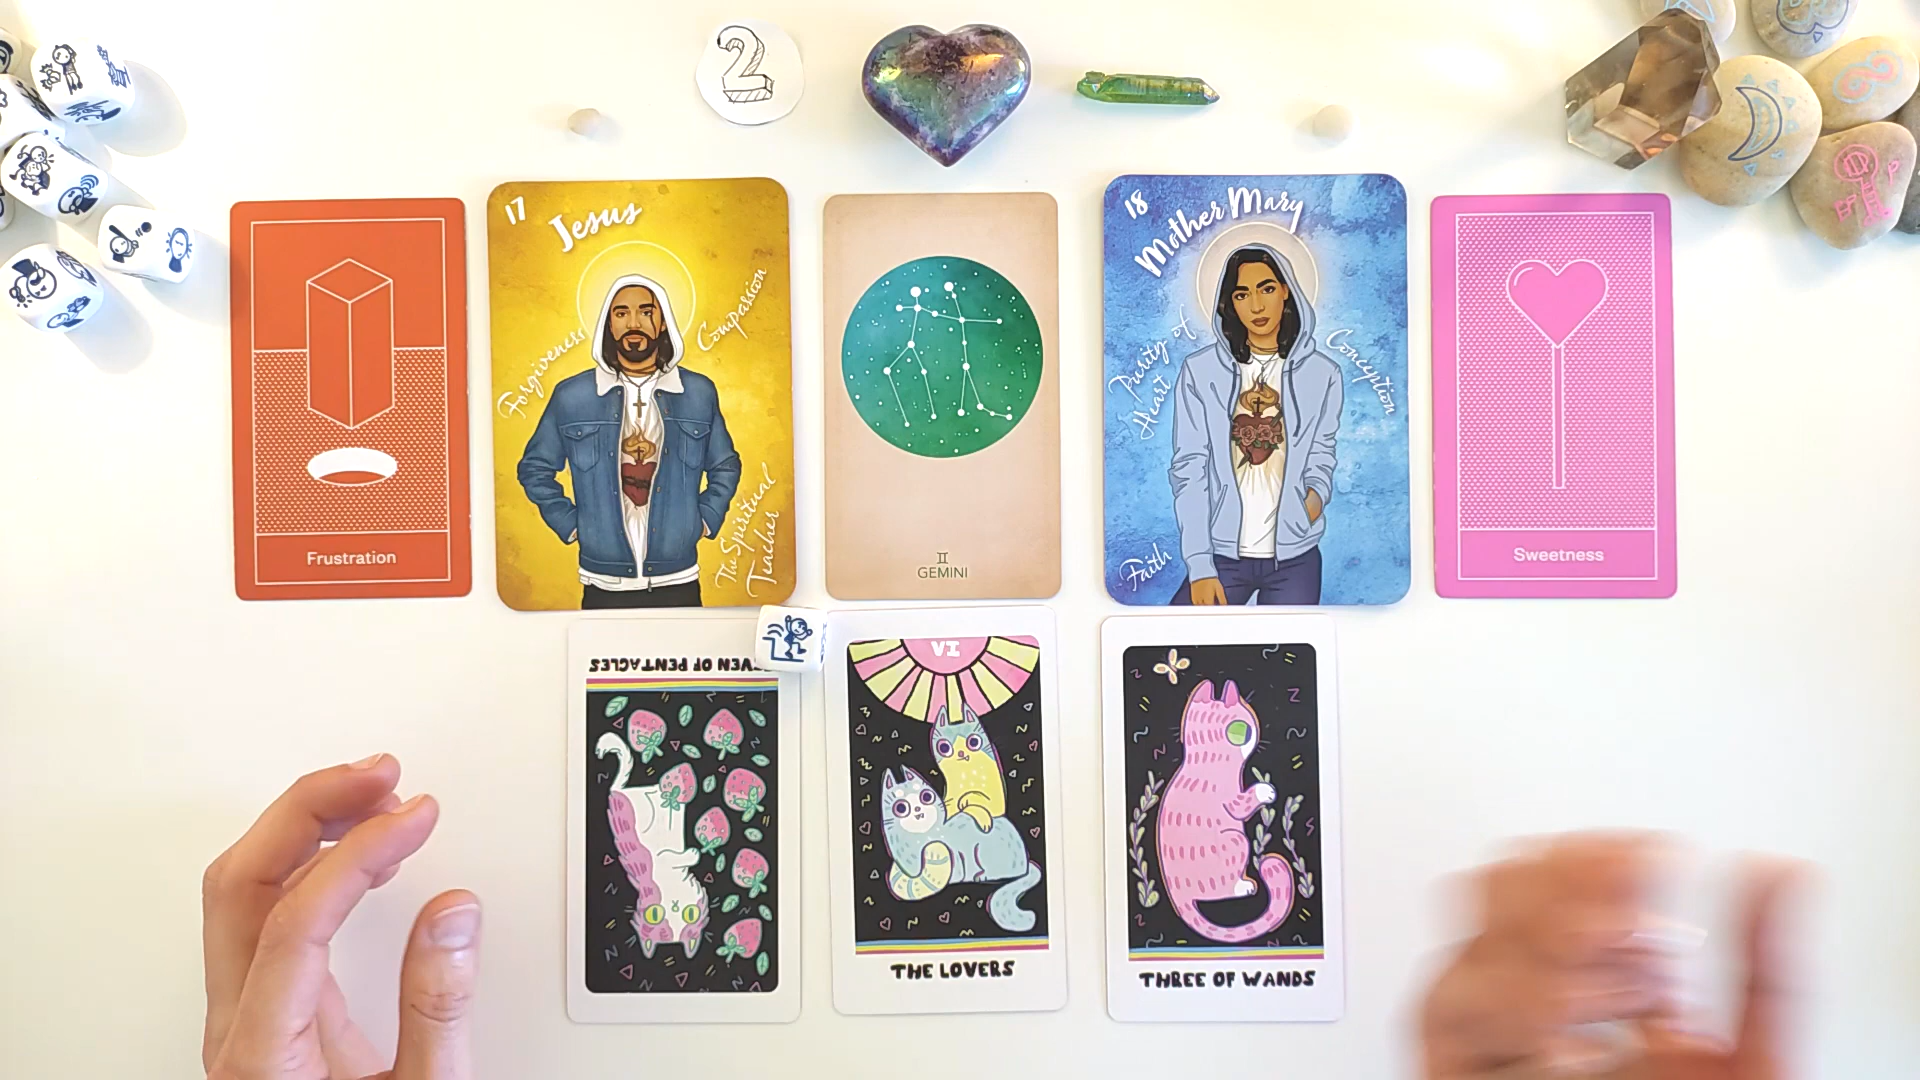 2
Frustration
17
Jesus
Forgiveness
Compassion
The Spiritual
Teacher
♊
GEMINI
18
Mother Mary
Purity of
Heart
Conception
Faith
Sweetness
VEN OF PENTACLES
VI
THE LOVERS
THREE OF WANDS